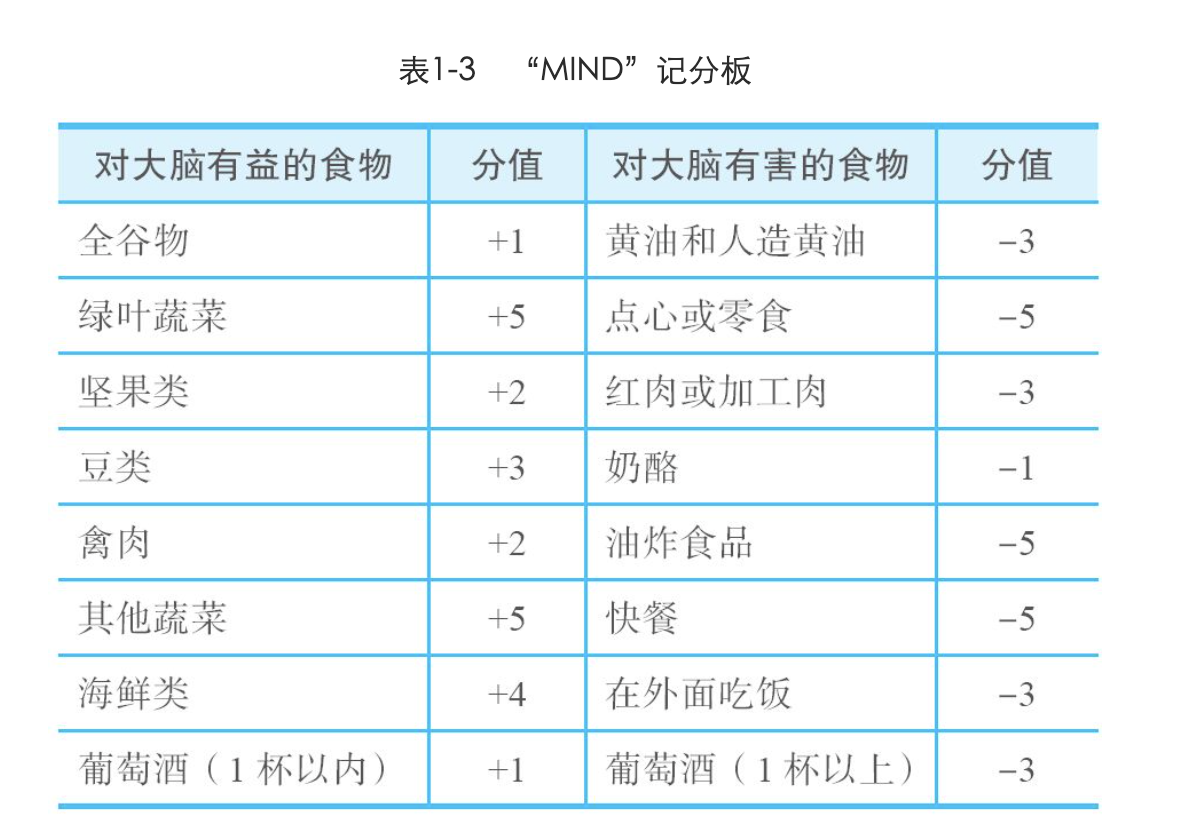 表1-3 “MIND”记分板
对大脑有益的食物 分值 对大脑有害的食物 分值
全谷物 +1 黄油和人造黄油 −3
绿叶蔬菜 +5 点心或零食 −5
坚果类 +2 红肉或加工肉 −3
豆类 +3 奶酪 −1
禽肉 +2 油炸食品 −5
其他蔬菜 +5 快餐 −5
海鲜类 +4 在外面吃饭 −3
葡萄酒（1 杯以内） +1 葡萄酒（1 杯以上） −3